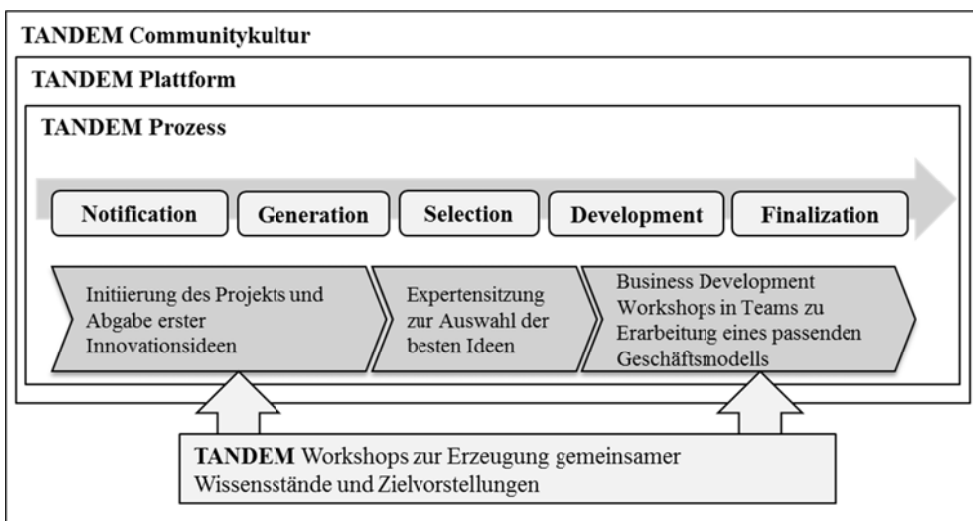 TANDEM Communitykultur
TANDEM Plattform
TANDEM Prozess
Notification
Generation
Selection
Development
Finalization
Initiierung des Projekts und
Abgabe erster
Innovationsideen
Expertensitzung
zur Auswahl der
besten Ideen
Business Development
Workshops in Teams zu
Erarbeitung eines passenden
Geschäftsmodells
TANDEM Workshops zur Erzeugung gemeinsamer
Wissensstände und Zielvorstellungen